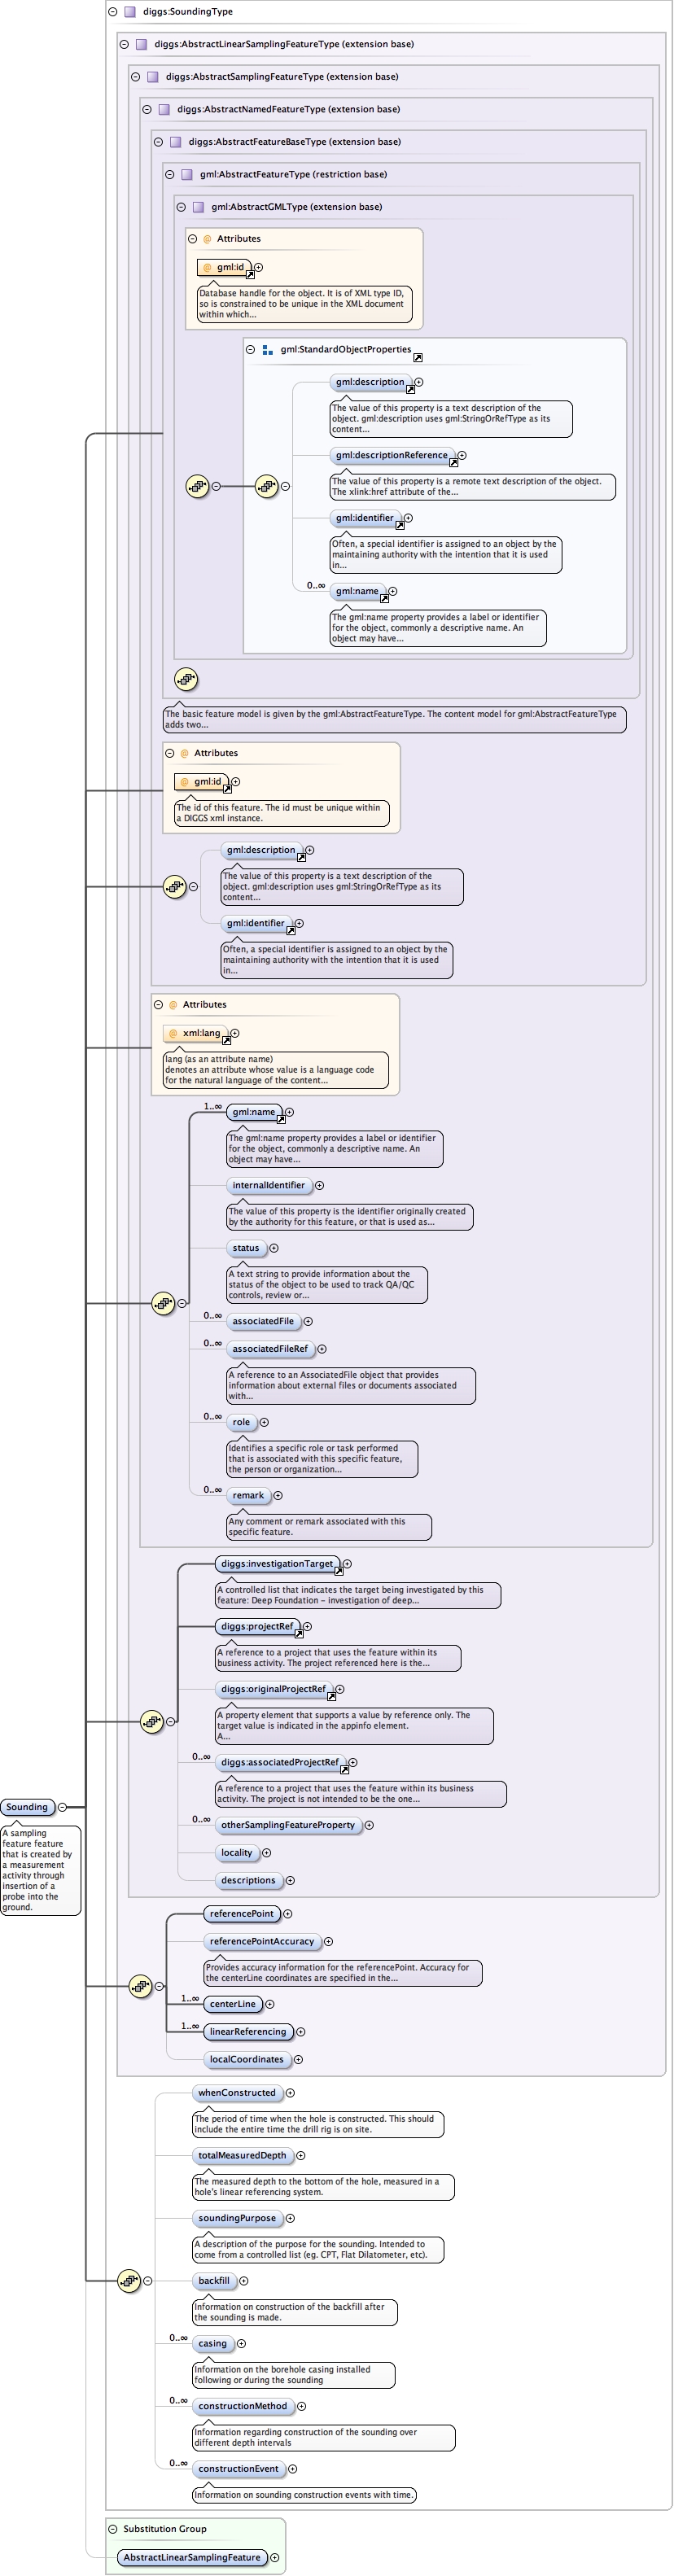 diggs:SoundingType
diggs:AbstractLinearSamplingFeatureType (extension base)
diggs:AbstractSamplingFeatureType (extension base)
diggs:AbstractNamedFeatureType (extension base)
diggs:AbstractFeatureBaseType (extension base)
gml:AbstractFeatureType (restriction base)
gml:AbstractGMLType (extension base)
@ Attributes
@ gml:id
Database handle for the object. It is of XML type ID,
so is constrained to be unique in the XML document
within which...
gml:StandardObjectProperties
gml:description
The value of this property is a text description of the
object. gml:description uses gml:StringOrRefType as its
content...
gml:descriptionReference
The value of this property is a remote text description of the object.
The xlink:href attribute of the...
gml:identifier
Often, a special identifier is assigned to an object by the
maintaining authority with the intention that it is used
in...
0..∞
gml:name
The gml:name property provides a label or identifier
for the object, commonly a descriptive name. An
object may have...
The basic feature model is given by the gml:AbstractFeatureType. The content model for gml:AbstractFeatureType
adds two...
@ Attributes
@ gml:id
The id of this feature. The id must be unique within
a DIGGS xml instance.
gml:description
The value of this property is a text description of the
object. gml:description uses gml:StringOrRefType as its
content...
gml:identifier
Often, a special identifier is assigned to an object by the
maintaining authority with the intention that it is used
in...
@ Attributes
@ xml:lang
lang (as an attribute name)
denotes an attribute whose value is a language code
for the natural language of the content...
1..∞
gml:name
The gml:name property provides a label or identifier
for the object, commonly a descriptive name. An
object may have...
internalIdentifier
The value of this property is the identifier originally created
by the authority for this feature, or that is used as...
status
A text string to provide information about the
status of the object to be used to track QA/QC
controls, review or...
0..∞
associatedFile
0..∞
associatedFileRef
A reference to an AssociatedFile object that provides
information about external files or documents associated
with...
0..∞
role
Identifies a specific role or task performed
that is associated with this specific feature,
the person or organization...
0..∞
remark
Any comment or remark associated with this
specific feature.
diggs:investigationTarget
A controlled list that indicates the target being investigated by this
feature: Deep Foundation – investigation of deep...
diggs:projectRef
A reference to a project that uses the feature within its
business activity. The project referenced here is the...
diggs:originalProjectRef
A property element that supports a value by reference only. The
target value is indicated in the appinfo element.
A...
0..∞
diggs:associatedProjectRef
A reference to a project that uses the feature within its business
activity. The project is not intended to be the one...
0..∞
otherSamplingFeatureProperty
locality
descriptions
Sounding
A sampling
feature feature
that is created by
a measurement
activity through
insertion of a
probe into the
ground.
referencePoint
referencePointAccuracy
Provides accuracy information for the referencePoint. Accuracy for
the centerLine coordinates are specified in the...
1..∞
centerLine
1..∞
linearReferencing
localCoordinates
whenConstructed
The period of time when the hole is constructed. This should
include the entire time the drill rig is on site.
totalMeasuredDepth
The measured depth to the bottom of the hole, measured in a
hole's linear referencing system.
soundingPurpose
A description of the purpose for the sounding. Intended to
come from a controlled list (eg. CPT, Flat Dilatometer, etc).
backfill
Information on construction of the backfill after
the sounding is made.
0..∞
casing
Information on the borehole casing installed
following or during the sounding
0..∞
constructionMethod
Information regarding construction of the sounding over
different depth intervals
0..∞
constructionEvent
Information on sounding construction events with time.
Substitution Group
AbstractLinearSamplingFeature